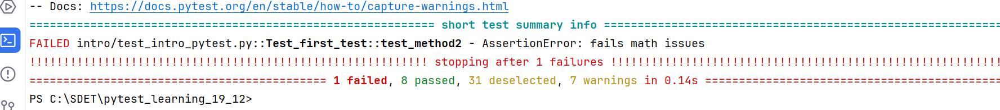 -- Docs: https://docs.pytest.org/en/stable/how-to/capture-warnings.html
============================================================ short test summary info ===========================================================
FAILED intro/test_intro_pytest.py::Test_first_test::test_method2 - AssertionError: fails math issues
!!!!!!!!!!!!!!!!!!!!!!!!!!!!!!!!!!!!!!!!!!!!!!!!!!!!!!!!!!! stopping after 1 failures !!!!!!!!!!!!!!!!!!!!!!!!!!!!!!!!!!!!!!!!!!!!!!!!!!!!!!!!!!
============================================ 1 failed, 8 passed, 31 deselected, 7 warnings in 0.14s ============================================
PS C:\SDET\pytest_learning_19_12>